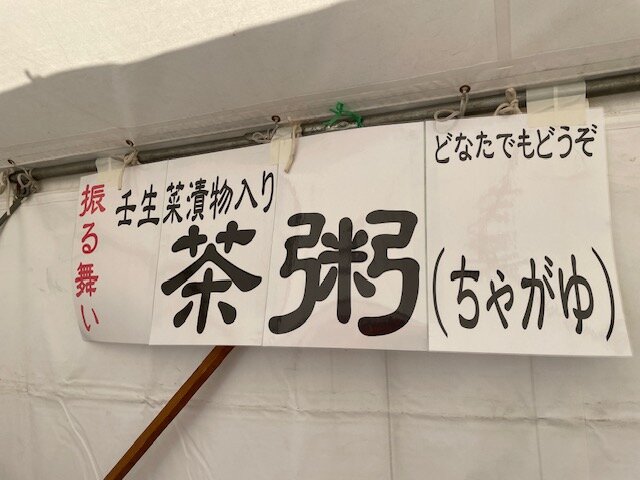 振る舞い
壬生菜漬物入り
茶粥
どなたでもどうぞ
(ちゃがゆ)